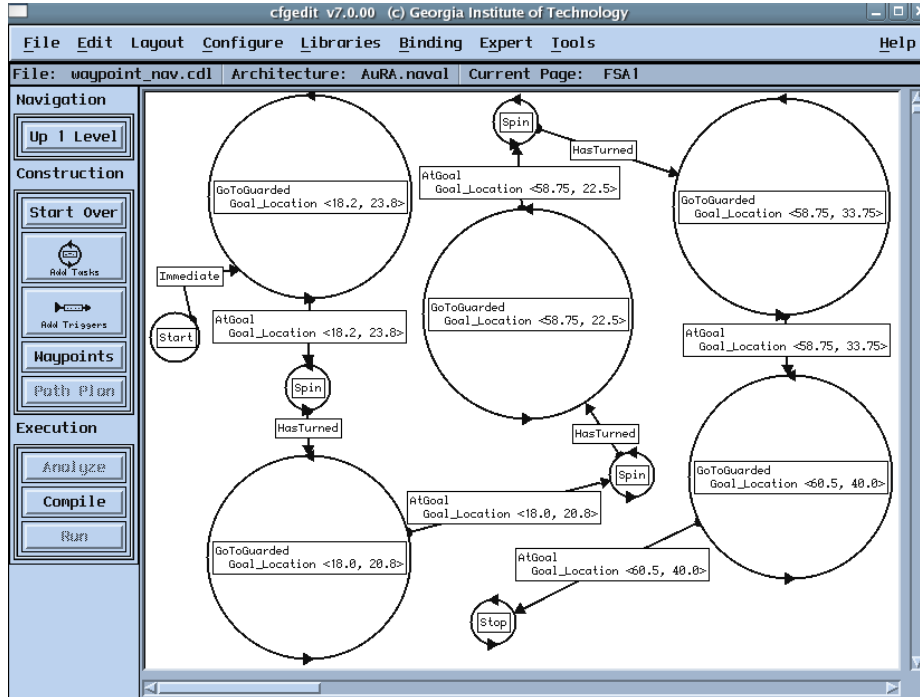 cfgedit v7.0.00 (c) Georgia Institute of Technology
File Edit Layout Configure Libraries Binding Expert Tools Help
File: waypoint_nav.cdl Architecture: AuRA.naval Current Page: FSA1
Navigation
Up 1 Level
Construction
Start Over
Add Tasks
Add Triggers
Waypoints
Path Plan
Execution
Analyze
Compile
Run
GoToGuarded
Goal_Location <18.2, 23.8>
Immediate
Start
AtGoal
Goal_Location <18.2, 23.8>
Spin
HasTurned
GoToGuarded
Goal_Location <18.0, 20.8>
AtGoal
Goal_Location <18.0, 20.8>
Spin
HasTurned
GoToGuarded
Goal_Location <58.75, 22.5>
AtGoal
Goal_Location <58.75, 22.5>
Spin
HasTurned
GoToGuarded
Goal_Location <58.75, 33.75>
AtGoal
Goal_Location <58.75, 33.75>
GoToGuarded
Goal_Location <60.5, 40.0>
AtGoal
Goal_Location <60.5, 40.0>
Stop